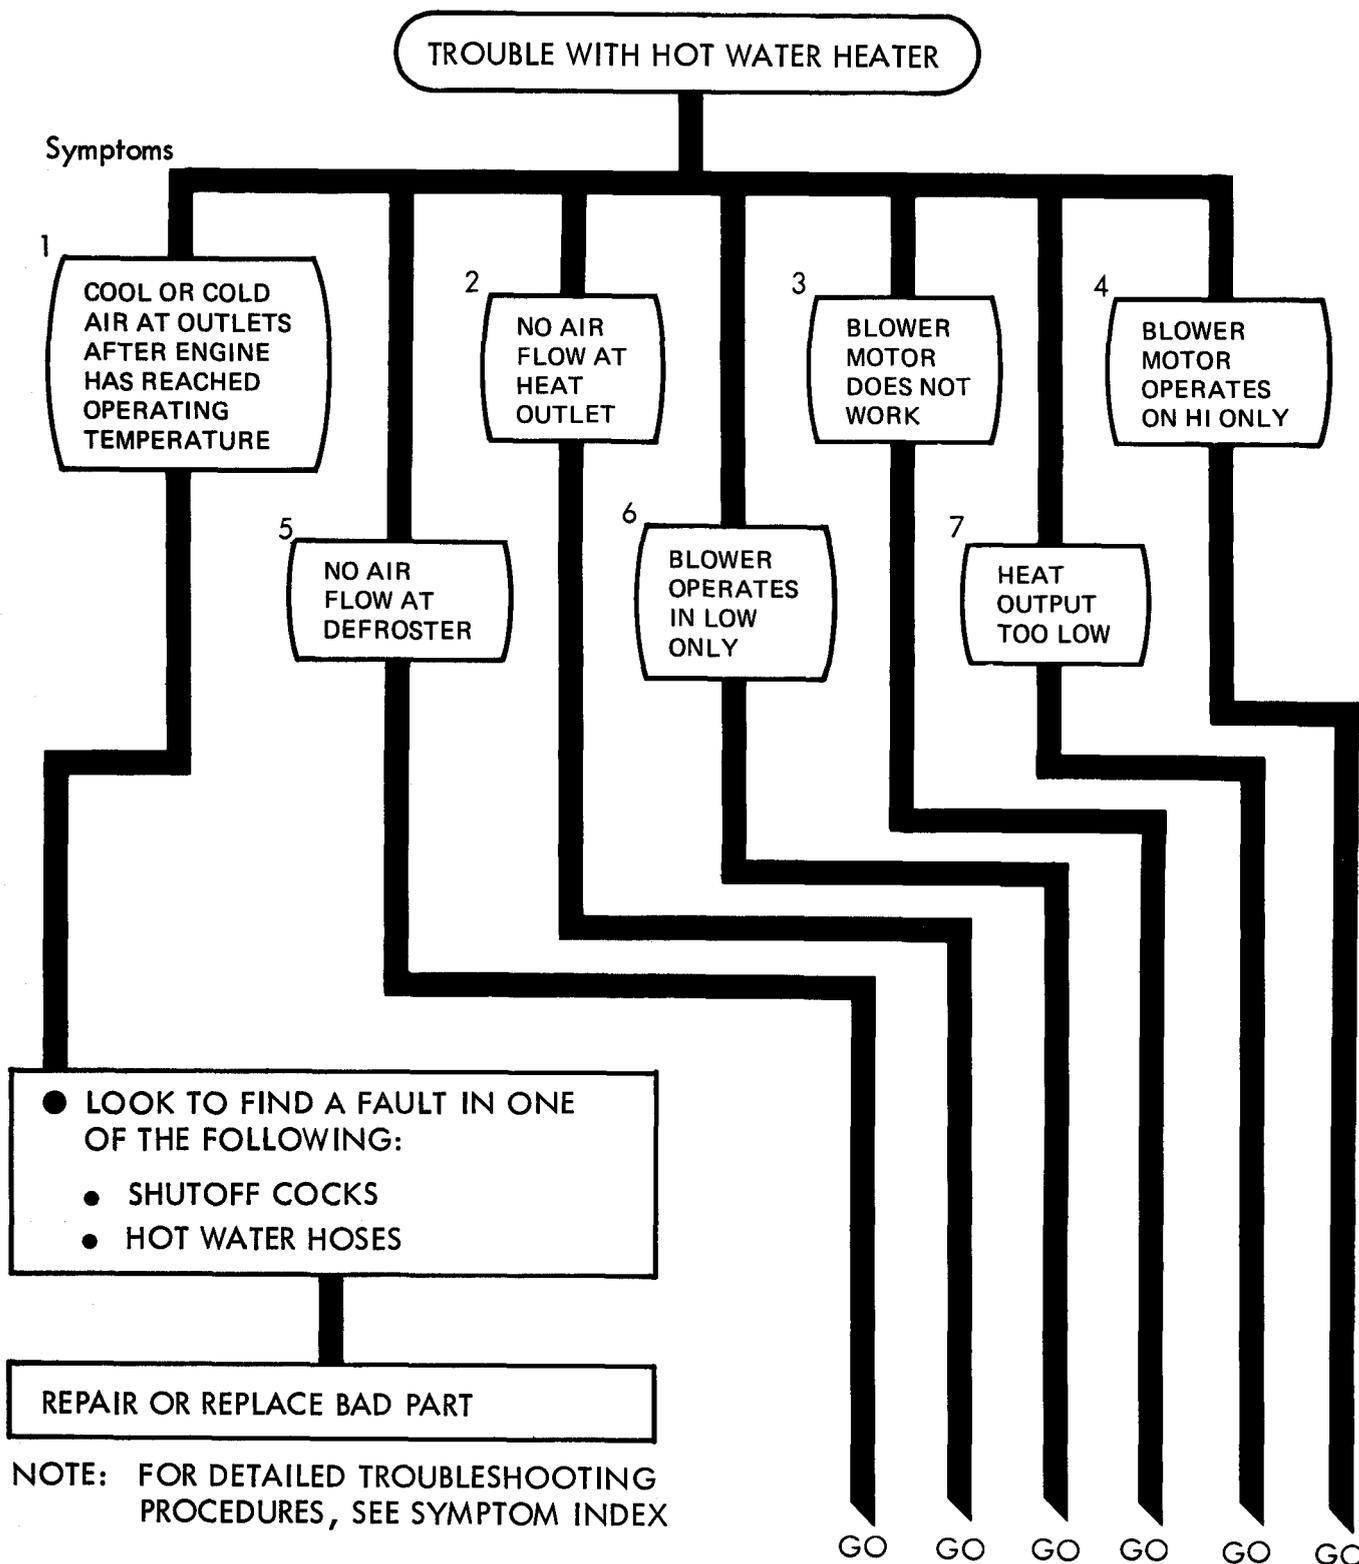 TROUBLE WITH HOT WATER HEATER
Symptoms
1
COOL OR COLD
AIR AT OUTLETS
AFTER ENGINE
HAS REACHED
OPERATING
TEMPERATURE
2
NO AIR
FLOW AT
HEAT
OUTLET
3
BLOWER
MOTOR
DOES NOT
WORK
4
BLOWER
MOTOR
OPERATES
ON HI ONLY
5
NO AIR
FLOW AT
DEFROSTER
6
BLOWER
OPERATES
IN LOW
ONLY
7
HEAT
OUTPUT
TOO LOW
● LOOK TO FIND A FAULT IN ONE
OF THE FOLLOWING:
• SHUTOFF COCKS
• HOT WATER HOSES
REPAIR OR REPLACE BAD PART
NOTE: FOR DETAILED TROUBLESHOOTING
PROCEDURES, SEE SYMPTOM INDEX
GO GO GO GO GO GO